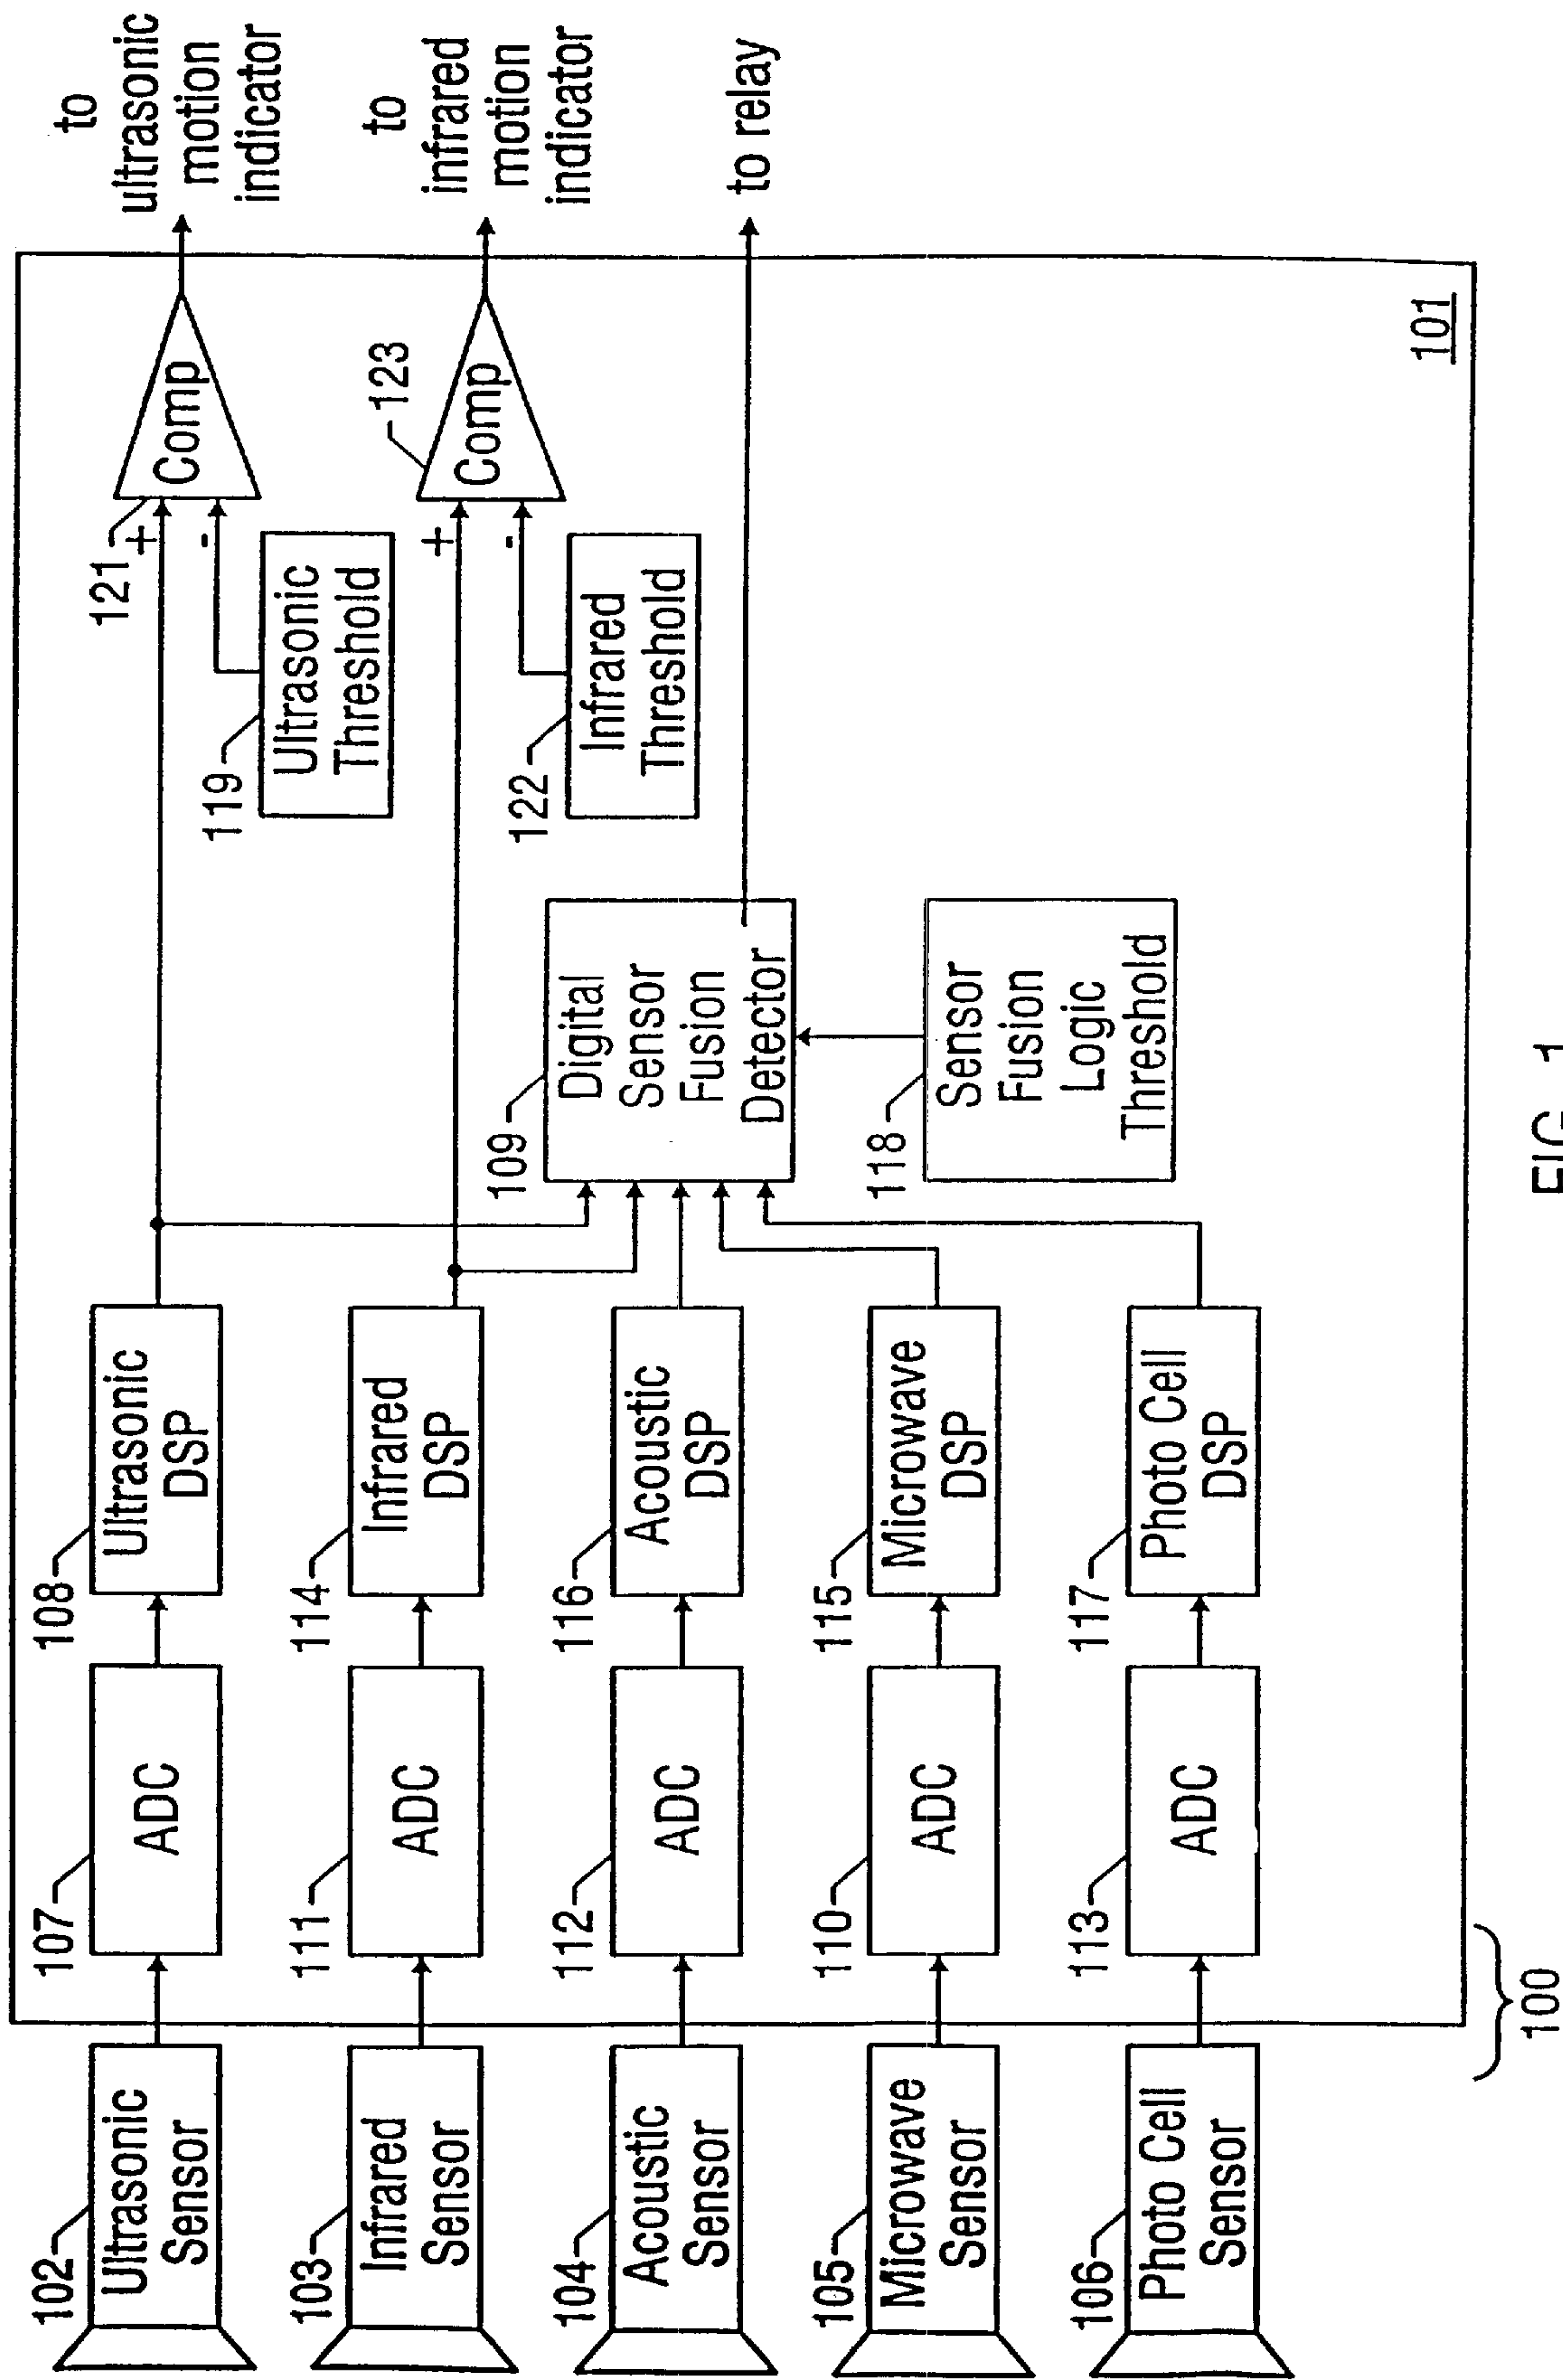 102
Ultrasonic
Sensor
107
ADC
108
Ultrasonic
DSP
121
+
-
Comp
to
ultrasonic
motion
indicator
119
Ultrasonic
Threshold
103
Infrared
Sensor
111
ADC
114
Infrared
DSP
+
-
123
Comp
to
infrared
motion
indicator
122
Infrared
Threshold
104
Acoustic
Sensor
112
ADC
116
Acoustic
DSP
109
Digital
Sensor
Fusion
Detector
to relay
105
Microwave
Sensor
110
ADC
115
Microwave
DSP
118
Sensor
Fusion
Logic
Threshold
106
Photo Cell
Sensor
113
ADC
117
Photo Cell
DSP
101
100
FIG. 1